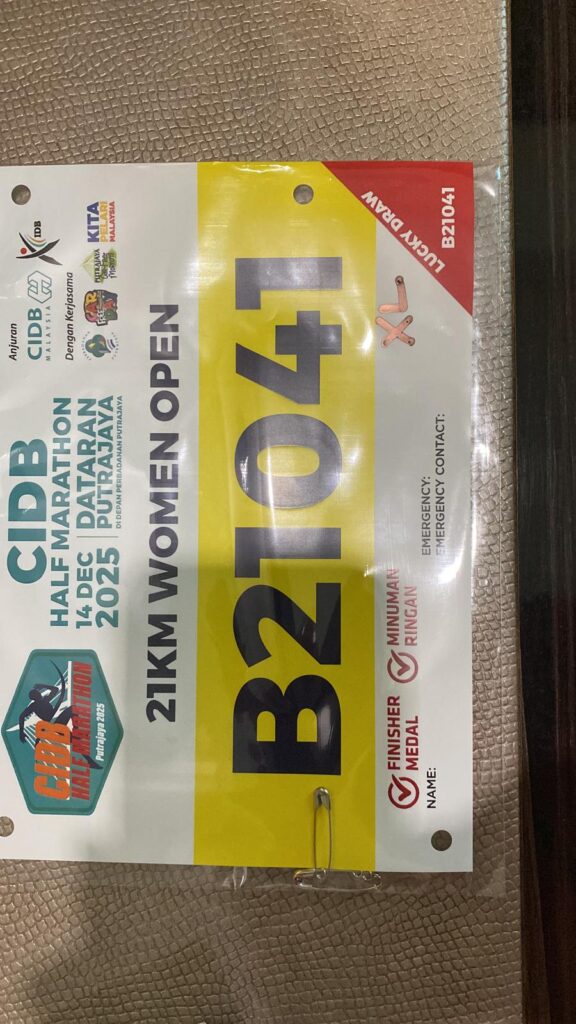 CIDB
HALF MARATHON
Putrajaya 2025
CIDB
HALF MARATHON
14 DEC
2025
DATARAN
PUTRAJAYA
DI DEPAN PERBADANAN PUTRAJAYA
Anjuran
CIDB
MALAYSIA
IDB
Dengan Kerjasama
KITA
PELARI
MALAYSIA
21KM WOMEN OPEN
B21041
LUCKY DRAW
B21041
XL
FINISHER
MEDAL
MINUMAN
RINGAN
NAME:
EMERGENCY:
EMERGENCY CONTACT: